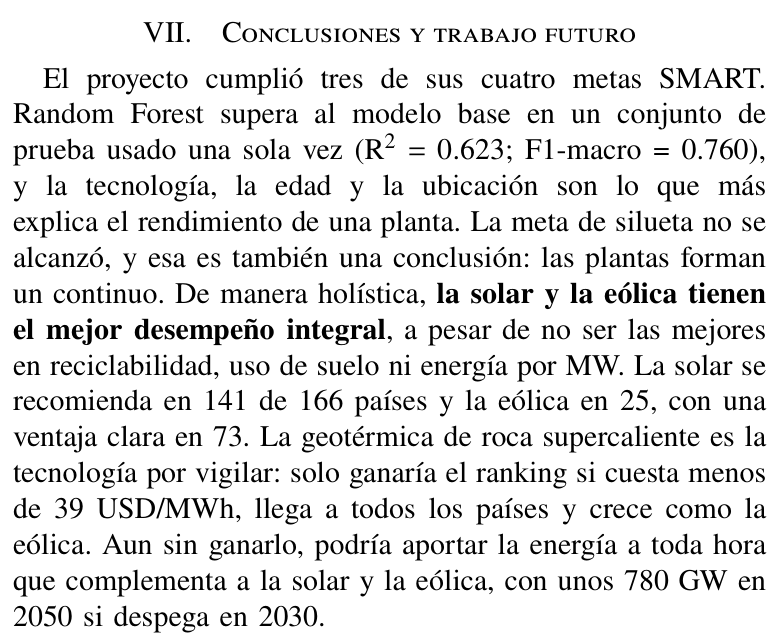 VII. CONCLUSIONES Y TRABAJO FUTURO
El proyecto cumplió tres de sus cuatro metas SMART.
Random Forest supera al modelo base en un conjunto de
prueba usado una sola vez (R² = 0.623; F1-macro = 0.760),
y la tecnología, la edad y la ubicación son lo que más
explica el rendimiento de una planta. La meta de silueta no se
alcanzó, y esa es también una conclusión: las plantas forman
un continuo. De manera holística, la solar y la eólica tienen
el mejor desempeño integral, a pesar de no ser las mejores
en reciclabilidad, uso de suelo ni energía por MW. La solar se
recomienda en 141 de 166 países y la eólica en 25, con una
ventaja clara en 73. La geotérmica de roca supercaliente es la
tecnología por vigilar: solo ganaría el ranking si cuesta menos
de 39 USD/MWh, llega a todos los países y crece como la
eólica. Aun sin ganarlo, podría aportar la energía a toda hora
que complementa a la solar y la eólica, con unos 780 GW en
2050 si despega en 2030.